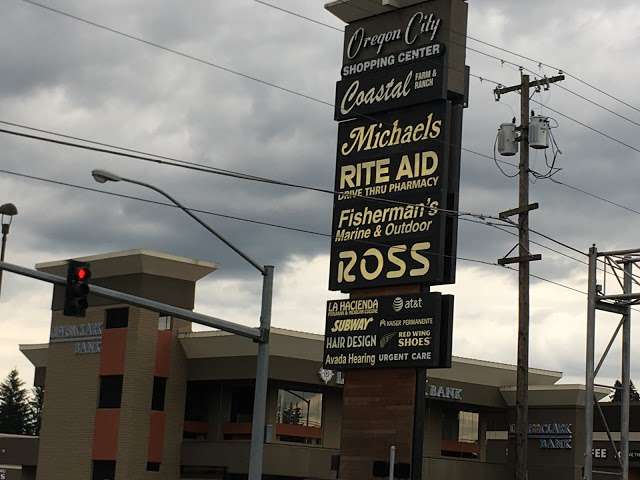 Oregon City
SHOPPING CENTER
Coastal FARM & RANCH
Michaels
RITE AID
DRIVE THRU PHARMACY
Fisherman's
Marine & Outdoor
ROSS
LA HACIENDA at&t
SUBWAY KAISER PERMANENTE
HAIR DESIGN RED WING SHOES
Avada Hearing URGENT CARE
BANK
BANK
BANK